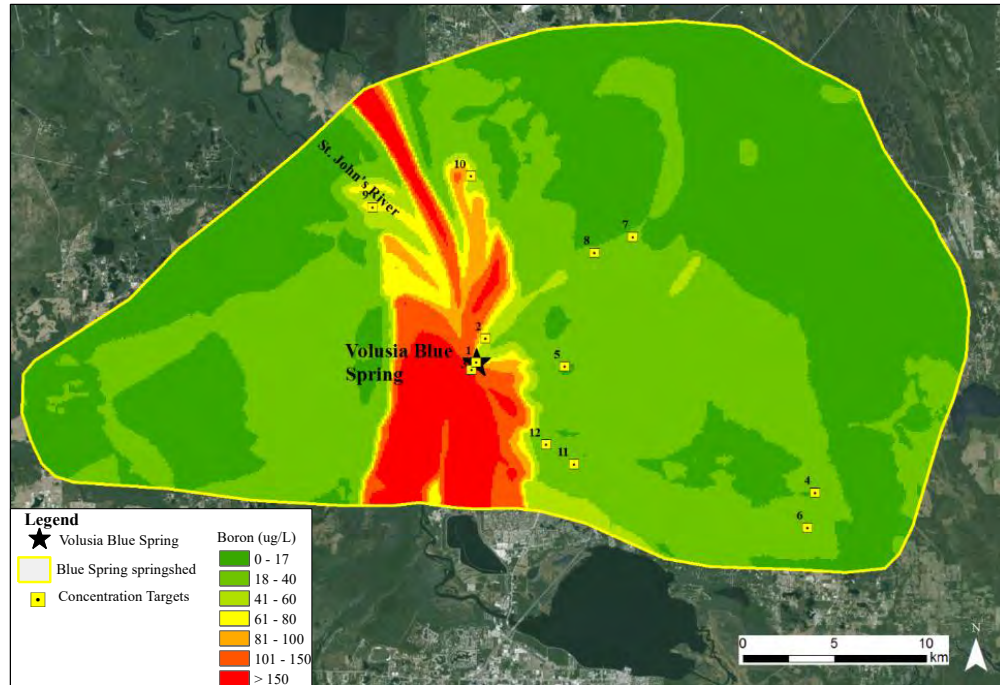 St. John's River
10
9
7
8
2
1
3
Volusia Blue
Spring
5
12
11
4
6
Legend
Volusia Blue Spring
Blue Spring springshed
Concentration Targets
Boron (ug/L)
0 - 17
18 - 40
41 - 60
61 - 80
81 - 100
101 - 150
> 150
0 5 10
km
N